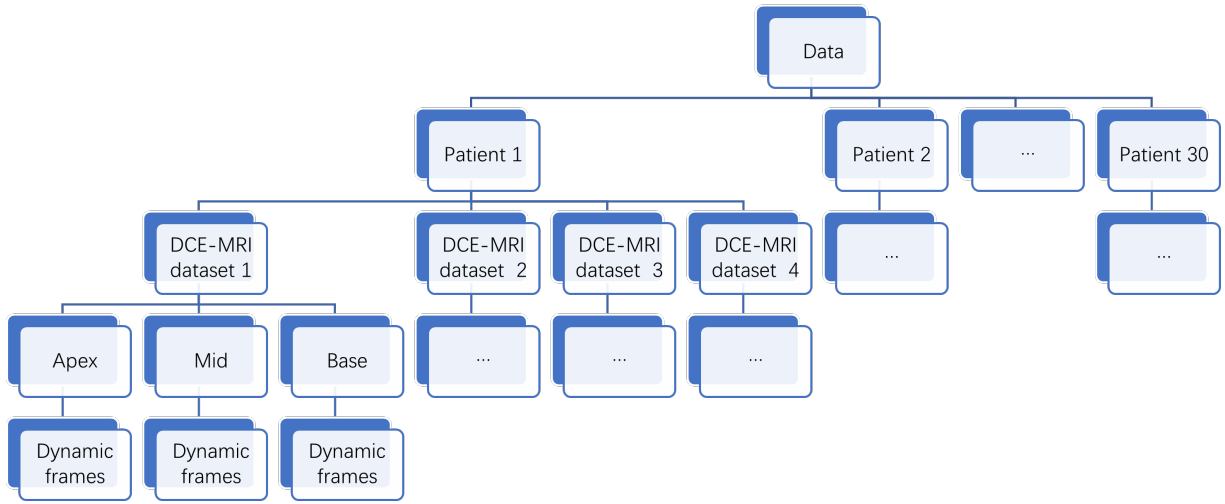 Data
Patient 1
Patient 2
...
Patient 30
DCE-MRI
dataset 1
DCE-MRI
dataset 2
DCE-MRI
dataset 3
DCE-MRI
dataset 4
...
...
Apex
Mid
Base
...
...
...
Dynamic
frames
Dynamic
frames
Dynamic
frames